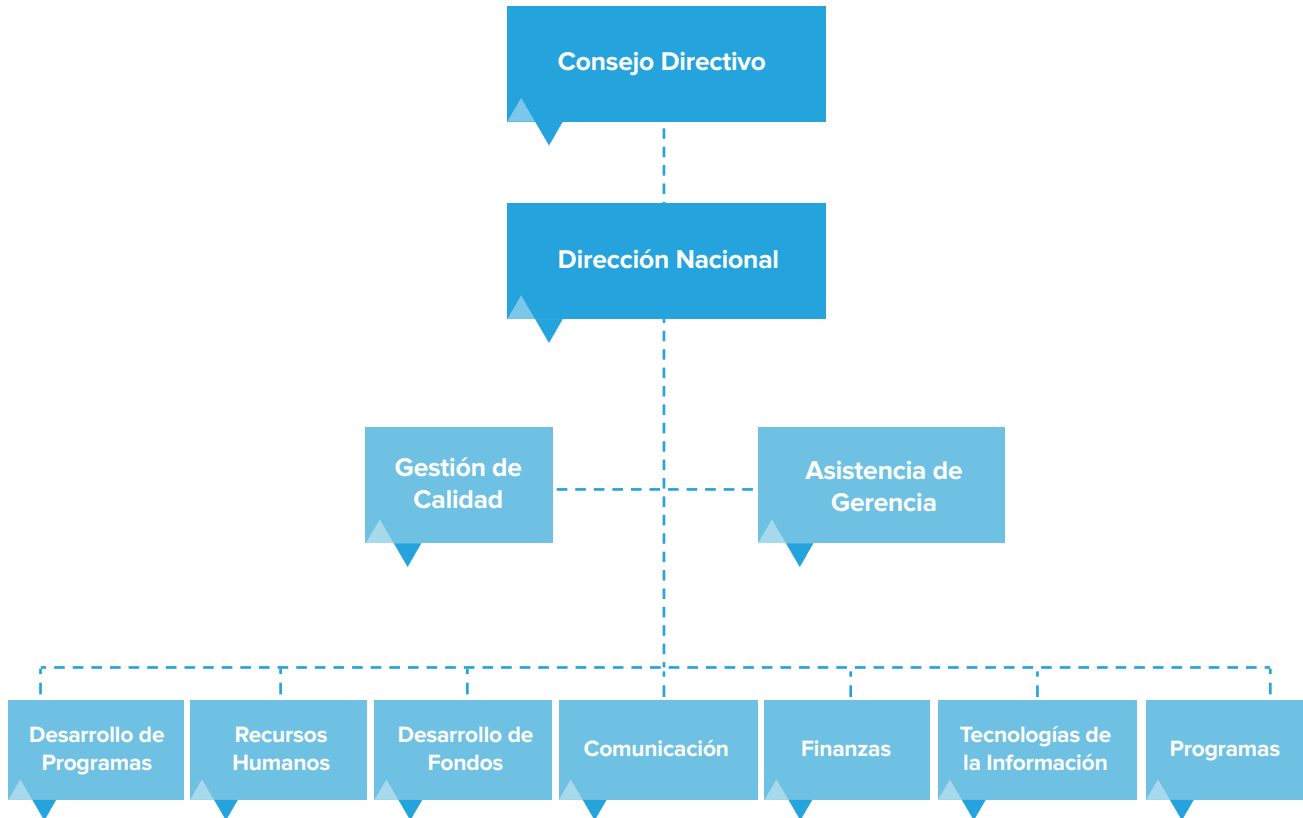 Consejo Directivo
Dirección Nacional
Gestión de
Calidad
Asistencia de
Gerencia
Desarrollo de
Programas
Recursos
Humanos
Desarrollo de
Fondos
Comunicación
Finanzas
Tecnologías de
la Información
Programas